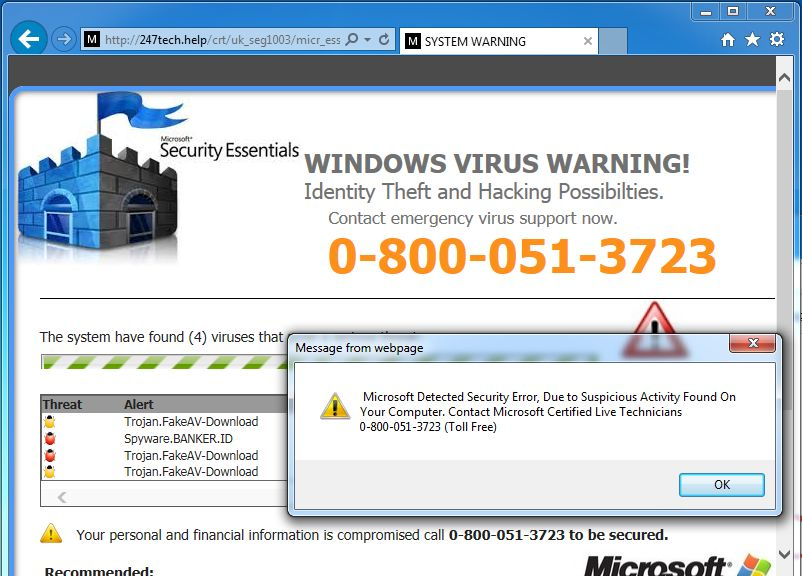 http://247tech.help/crt/uk_seg1003/micr_ess
SYSTEM WARNING
Microsoft®
Security Essentials
WINDOWS VIRUS WARNING!
Identity Theft and Hacking Possibilties.
Contact emergency virus support now.
0-800-051-3723
The system have found (4) viruses that
Message from webpage
Microsoft Detected Security Error, Due to Suspicious Activity Found On
Your Computer. Contact Microsoft Certified Live Technicians
0-800-051-3723 (Toll Free)
OK
Threat Alert
Trojan.FakeAV-Download
Spyware.BANKER.ID
Trojan.FakeAV-Download
Trojan.FakeAV-Download
Your personal and financial information is compromised call 0-800-051-3723 to be secured.
Microsoft
Recommended: